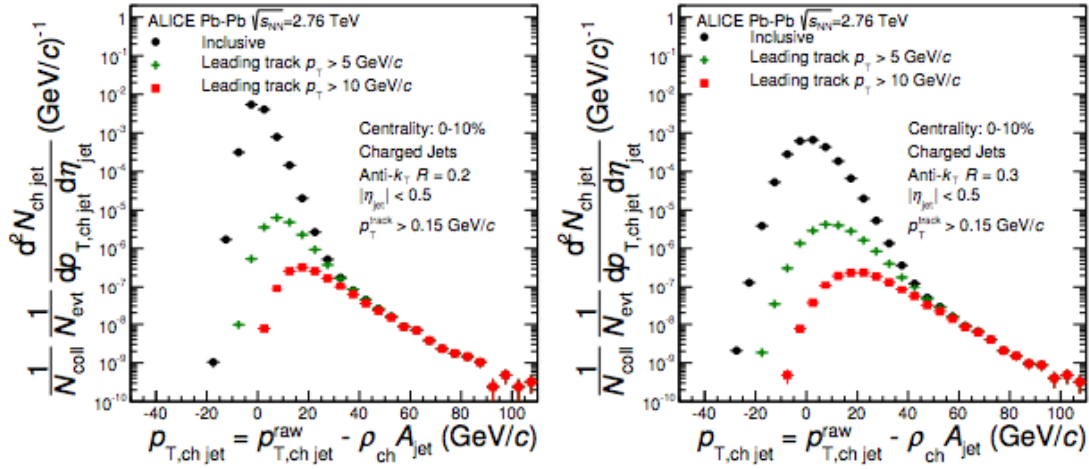 ALICE Pb-Pb √sNN=2.76 TeV
Inclusive
Leading track pT > 5 GeV/c
Leading track pT > 10 GeV/c
Centrality: 0-10%
Charged Jets
Anti-kT R = 0.2
|ηjet| < 0.5
pT^track > 0.15 GeV/c
1/Ncoll 1/Nevt d²Nch jet/dpT,ch jet dηjet (GeV/c)⁻¹
1
10⁻¹
10⁻²
10⁻³
10⁻⁴
10⁻⁵
10⁻⁶
10⁻⁷
10⁻⁸
10⁻⁹
10⁻¹⁰
-40 -20 0 20 40 60 80 100
pT,ch jet = pT,ch jet^raw - ρch Ajet (GeV/c)
ALICE Pb-Pb √sNN=2.76 TeV
Inclusive
Leading track pT > 5 GeV/c
Leading track pT > 10 GeV/c
Centrality: 0-10%
Charged Jets
Anti-kT R = 0.3
|ηjet| < 0.5
pT^track > 0.15 GeV/c
1/Ncoll 1/Nevt d²Nch jet/dpT,ch jet dηjet (GeV/c)⁻¹
1
10⁻¹
10⁻²
10⁻³
10⁻⁴
10⁻⁵
10⁻⁶
10⁻⁷
10⁻⁸
10⁻⁹
10⁻¹⁰
-40 -20 0 20 40 60 80 100
pT,ch jet = pT,ch jet^raw - ρch Ajet (GeV/c)